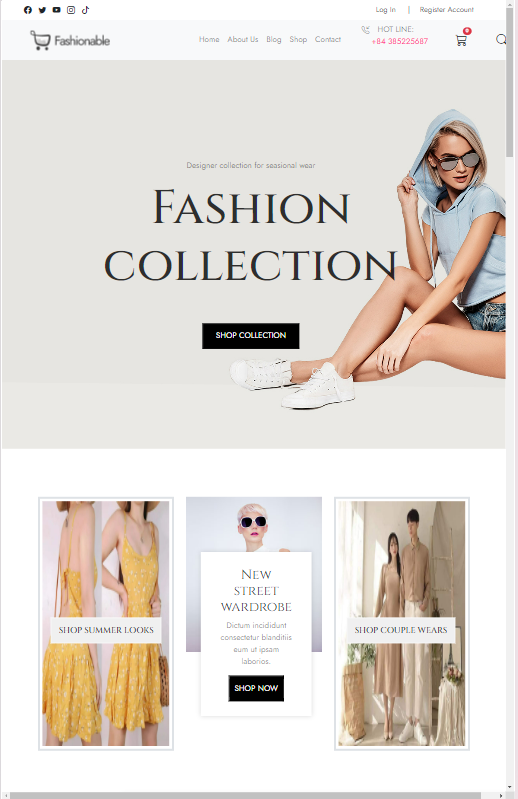 Log In | Register Account
Fashionable
Home About Us Blog Shop Contact
HOT LINE:
+84 385225687
0
Designer collection for seasional wear
Fashion
collection
SHOP COLLECTION
SHOP SUMMER LOOKS
New
street
wardrobe
Dictum incididunt
consectetur blanditiis
eum ut ipsam
laborios.
SHOP NOW
SHOP COUPLE WEARS